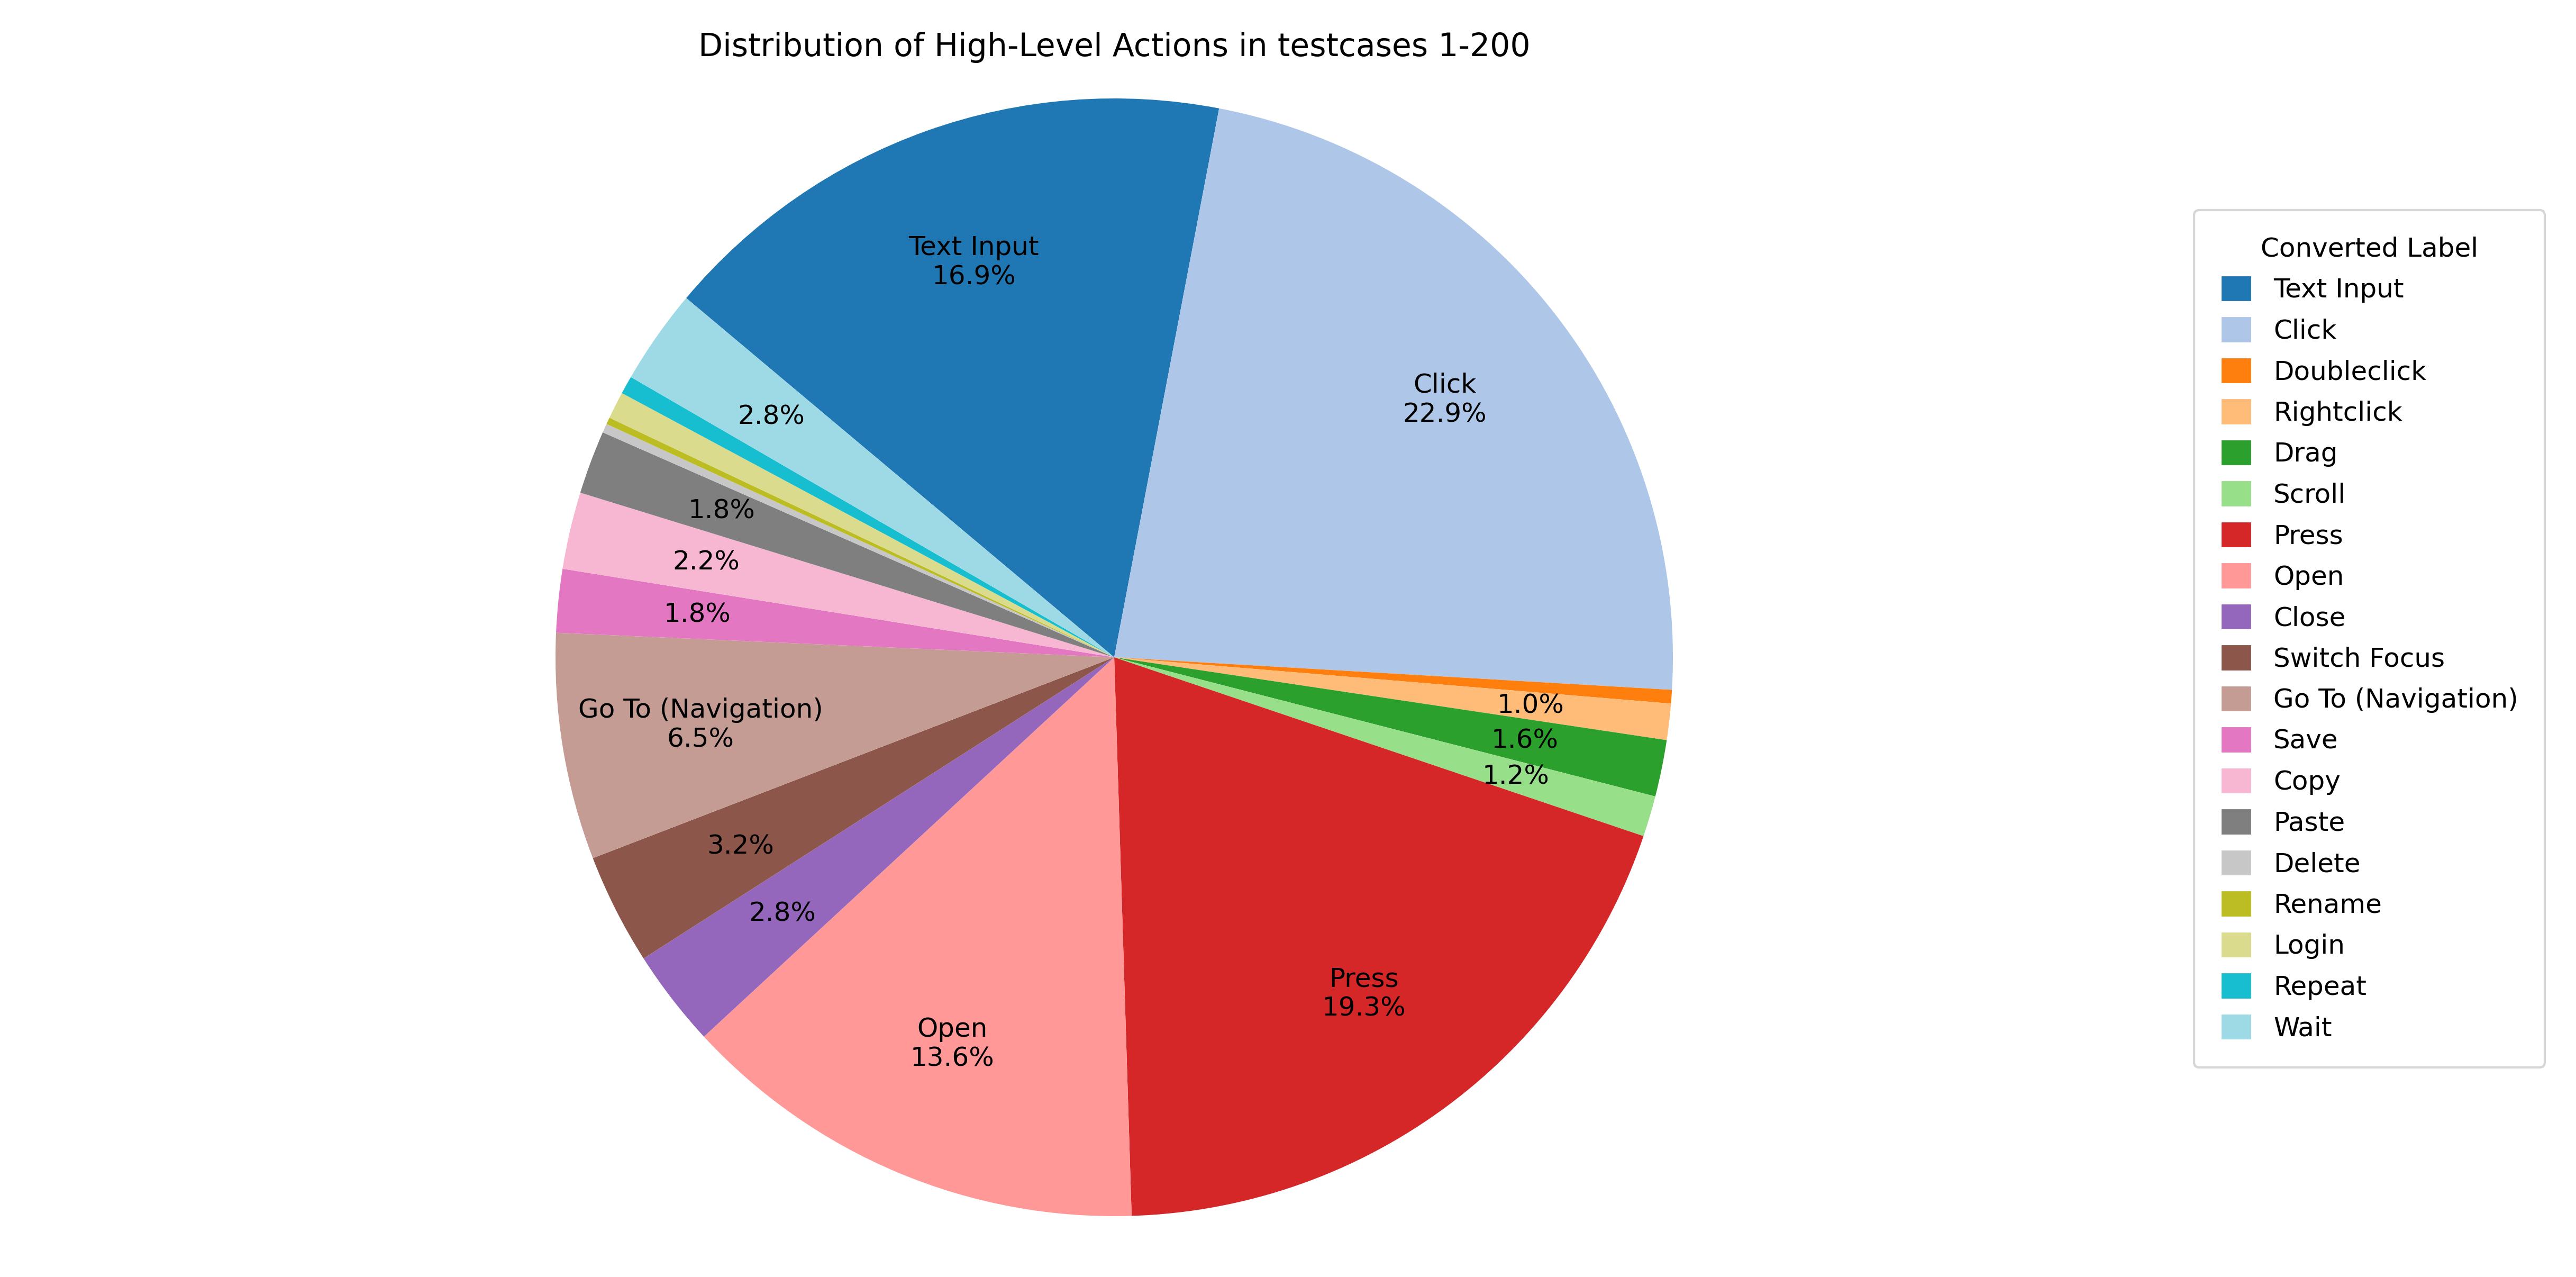 Distribution of High-Level Actions in testcases 1-200
Text Input
16.9%
Click
22.9%
2.8%
1.8%
2.2%
1.8%
Go To (Navigation)
6.5%
3.2%
2.8%
Open
13.6%
Press
19.3%
1.0%
1.6%
1.2%
Converted Label
Text Input
Click
Doubleclick
Rightclick
Drag
Scroll
Press
Open
Close
Switch Focus
Go To (Navigation)
Save
Copy
Paste
Delete
Rename
Login
Repeat
Wait